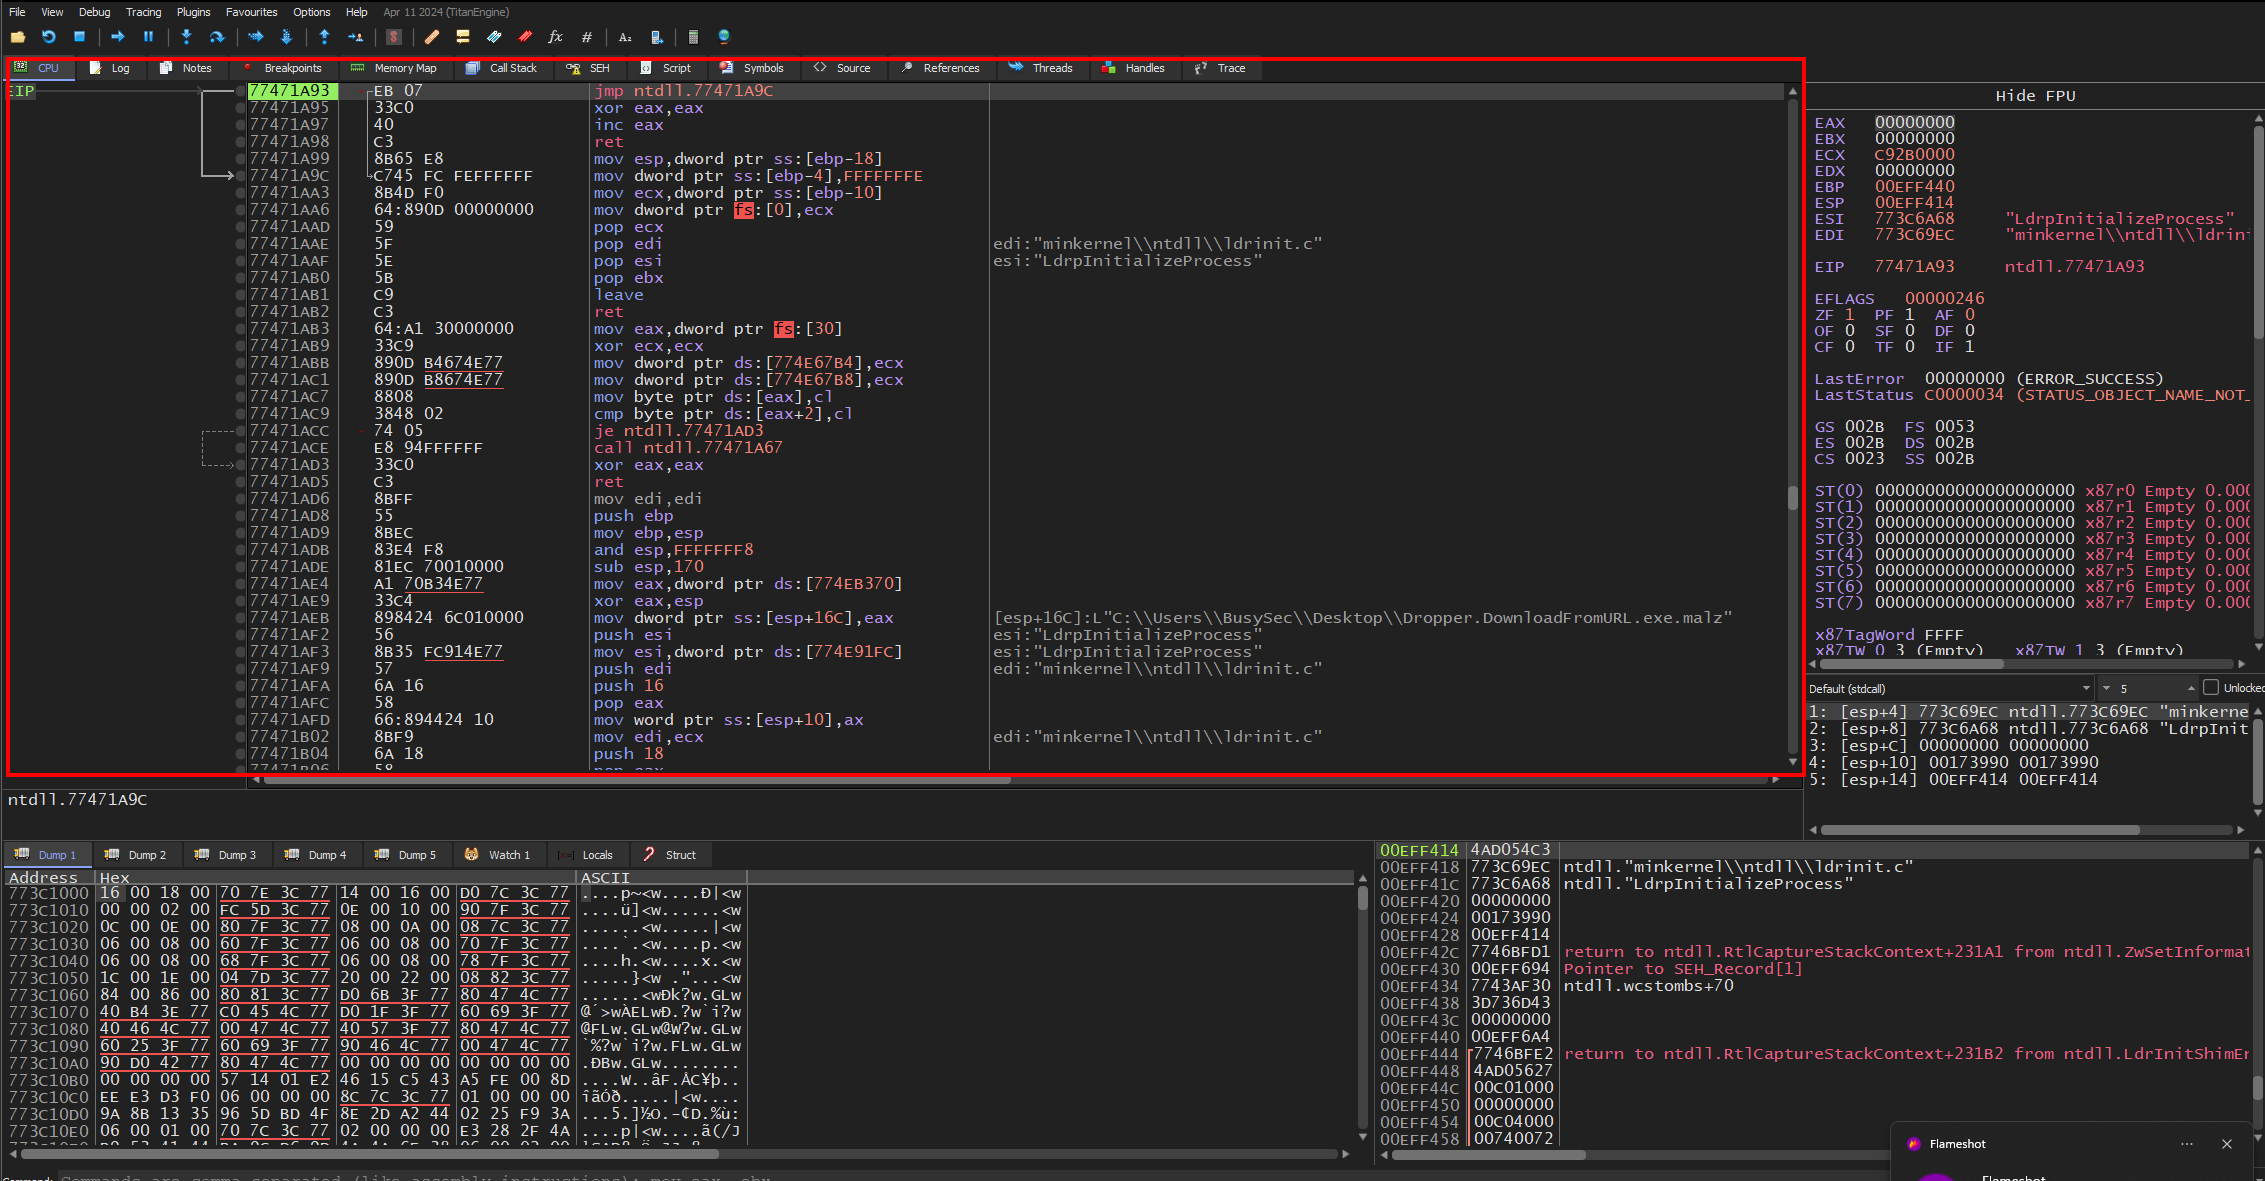 File View Debug Tracing Plugins Favourites Options Help Apr 11 2024 (TitanEngine)
CPU Log Notes Breakpoints Memory Map Call Stack SEH Script Symbols Source References Threads Handles Trace
EIP
77471A93 EB 07 jmp ntdll.77471A9C
77471A95 33C0 xor eax,eax
77471A97 40 inc eax
77471A98 C3 ret
77471A99 8B65 E8 mov esp,dword ptr ss:[ebp-18]
77471A9C C745 FC FEFFFFFF mov dword ptr ss:[ebp-4],FFFFFFFE
77471AA3 8B4D F0 mov ecx,dword ptr ss:[ebp-10]
77471AA6 64:890D 00000000 mov dword ptr fs:[0],ecx
77471AAD 59 pop ecx
77471AAE 5F pop edi edi:"minkernel\\ntdll\\ldrinit.c"
77471AAF 5E pop esi esi:"LdrpInitializeProcess"
77471AB0 5B pop ebx
77471AB1 C9 leave
77471AB2 C3 ret
77471AB3 64:A1 30000000 mov eax,dword ptr fs:[30]
77471AB9 33C9 xor ecx,ecx
77471ABB 890D B4674E77 mov dword ptr ds:[774E67B4],ecx
77471AC1 890D B8674E77 mov dword ptr ds:[774E67B8],ecx
77471AC7 8808 mov byte ptr ds:[eax],cl
77471AC9 3848 02 cmp byte ptr ds:[eax+2],cl
77471ACC 74 05 je ntdll.77471AD3
77471ACE E8 94FFFFFF call ntdll.77471A67
77471AD3 33C0 xor eax,eax
77471AD5 C3 ret
77471AD6 8BFF mov edi,edi
77471AD8 55 push ebp
77471AD9 8BEC mov ebp,esp
77471ADB 83E4 F8 and esp,FFFFFFF8
77471ADE 81EC 70010000 sub esp,170
77471AE4 A1 70B34E77 mov eax,dword ptr ds:[774EB370]
77471AE9 33C4 xor eax,esp
77471AEB 898424 6C010000 mov dword ptr ss:[esp+16C],eax [esp+16C]:L"C:\\Users\\BusySec\\Desktop\\Dropper.DownloadFromURL.exe.malz"
77471AF2 56 push esi esi:"LdrpInitializeProcess"
77471AF3 8B35 FC914E77 mov esi,dword ptr ds:[774E91FC] esi:"LdrpInitializeProcess"
77471AF9 57 push edi edi:"minkernel\\ntdll\\ldrinit.c"
77471AFA 6A 16 push 16
77471AFC 58 pop eax
77471AFD 66:894424 10 mov word ptr ss:[esp+10],ax
77471B02 8BF9 mov edi,ecx edi:"minkernel\\ntdll\\ldrinit.c"
77471B04 6A 18 push 18
77471B06 58 pop eax
ntdll.77471A9C
Hide FPU
EAX 00000000
EBX 00000000
ECX C92B0000
EDX 00000000
EBP 00EFF440
ESP 00EFF414
ESI 773C6A68 "LdrpInitializeProcess"
EDI 773C69EC "minkernel\\ntdll\\ldrini
EIP 77471A93 ntdll.77471A93
EFLAGS 00000246
ZF 1 PF 1 AF 0
OF 0 SF 0 DF 0
CF 0 TF 0 IF 1
LastError 00000000 (ERROR_SUCCESS)
LastStatus C0000034 (STATUS_OBJECT_NAME_NOT_
GS 002B FS 0053
ES 002B DS 002B
CS 0023 SS 002B
ST(0) 00000000000000000000 x87r0 Empty 0.000
ST(1) 00000000000000000000 x87r1 Empty 0.000
ST(2) 00000000000000000000 x87r2 Empty 0.000
ST(3) 00000000000000000000 x87r3 Empty 0.000
ST(4) 00000000000000000000 x87r4 Empty 0.000
ST(5) 00000000000000000000 x87r5 Empty 0.000
ST(6) 00000000000000000000 x87r6 Empty 0.000
ST(7) 00000000000000000000 x87r7 Empty 0.000
x87TagWord FFFF
x87TW_0 3 (Empty) x87TW_1 3 (Empty)
Default (stdcall) 5 Unlocked
1: [esp+4] 773C69EC ntdll.773C69EC "minkerne
2: [esp+8] 773C6A68 ntdll.773C6A68 "LdrpInit
3: [esp+C] 00000000 00000000
4: [esp+10] 00173990 00173990
5: [esp+14] 00EFF414 00EFF414
Dump 1 Dump 2 Dump 3 Dump 4 Dump 5 Watch 1 Locals Struct
Address Hex ASCII
773C1000 16 00 18 00 70 7E 3C 77 14 00 16 00 D0 7C 3C 77 ....p~<w....Ð|<w
773C1010 00 00 02 00 FC 5D 3C 77 0E 00 10 00 90 7F 3C 77 ....ü]<w......<w
773C1020 0C 00 0E 00 80 7F 3C 77 08 00 0A 00 08 7C 3C 77 ......<w.....|<w
773C1030 06 00 08 00 60 7F 3C 77 06 00 08 00 70 7F 3C 77 ....`.<w....p.<w
773C1040 06 00 08 00 68 7F 3C 77 06 00 08 00 78 7F 3C 77 ....h.<w....x.<w
773C1050 1C 00 1E 00 04 7D 3C 77 20 00 22 00 08 82 3C 77 .....}<w ."...<w
773C1060 84 00 86 00 80 81 3C 77 D0 6B 3F 77 80 47 4C 77 ......<wÐk?w.GLw
773C1070 40 B4 3E 77 C0 45 4C 77 D0 1F 3F 77 60 69 3F 77 @´>wÀELwÐ.?w`i?w
773C1080 40 46 4C 77 00 47 4C 77 40 57 3F 77 80 47 4C 77 @FLw.GLw@W?w.GLw
773C1090 60 25 3F 77 60 69 3F 77 90 46 4C 77 00 47 4C 77 `%?w`i?w.FLw.GLw
773C10A0 90 D0 42 77 80 47 4C 77 00 00 00 00 00 00 00 00 .ÐBw.GLw........
773C10B0 00 00 00 00 57 14 01 E2 46 15 C5 43 A5 FE 00 8D ....W..âF.ÅC¥þ..
773C10C0 EE E3 D3 F0 06 00 00 00 8C 7C 3C 77 01 00 00 00 îãÓð.....|<w....
773C10D0 9A 8B 13 35 96 5D BD 4F 8E 2D A2 44 02 25 F9 3A ...5.]½O.-¢D.%ù:
773C10E0 06 00 01 00 70 7C 3C 77 02 00 00 00 E3 28 2F 4A ....p|<w....ã(/J
00EFF414 4AD054C3
00EFF418 773C69EC ntdll."minkernel\\ntdll\\ldrinit.c"
00EFF41C 773C6A68 ntdll."LdrpInitializeProcess"
00EFF420 00000000
00EFF424 00173990
00EFF428 00EFF414
00EFF42C 7746BFD1 return to ntdll.RtlCaptureStackContext+231A1 from ntdll.ZwSetInformat
00EFF430 00EFF694 Pointer to SEH_Record[1]
00EFF434 7743AF30 ntdll.wcstombs+70
00EFF438 3D736D43
00EFF43C 00000000
00EFF440 00EFF6A4
00EFF444 7746BFE2 return to ntdll.RtlCaptureStackContext+231B2 from ntdll.LdrInitShimEn
00EFF448 4AD05627
00EFF44C 00C01000
00EFF450 00000000
00EFF454 00C04000
00EFF458 00740072
Flameshot
Flameshot
Command: Commands are comma separated (like assembly instructions): mov eax, ebx